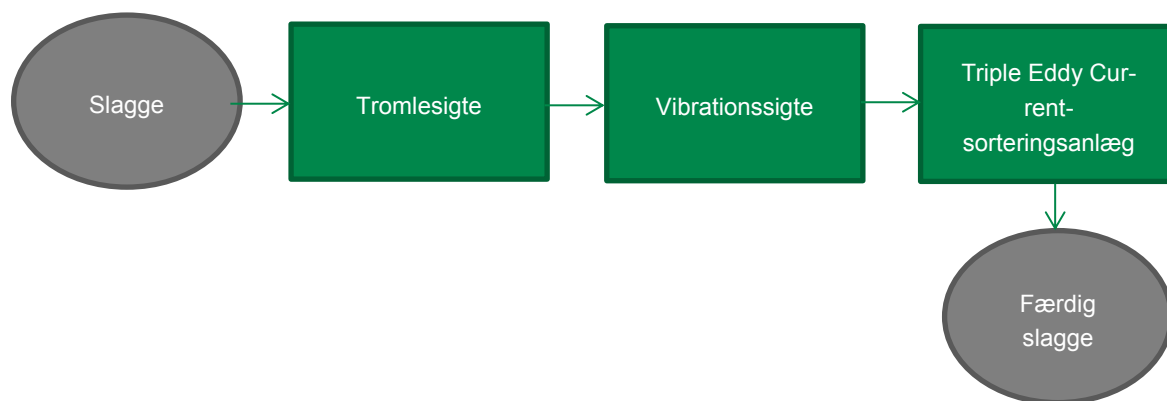 Slagge
Tromlesigte
Vibrationssigte
Triple Eddy Cur-
rent-
sorteringsanlæg
Færdig
slagge